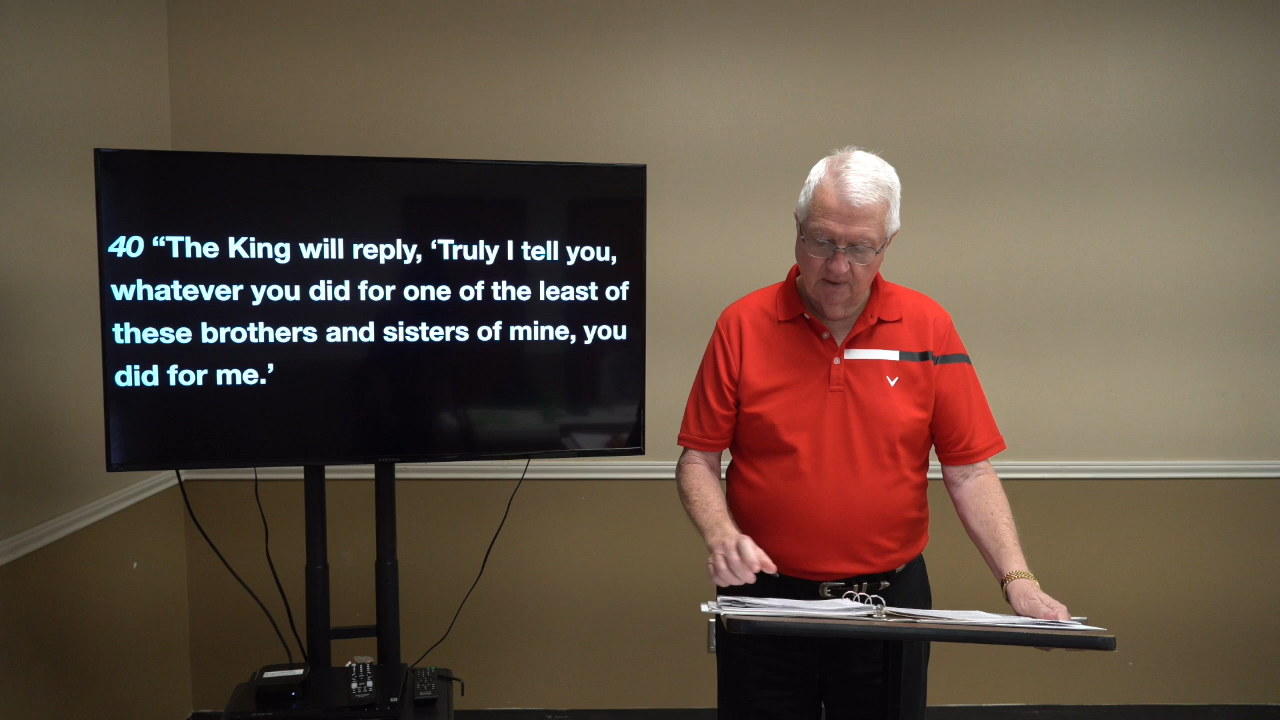 40 “The King will reply, ‘Truly I tell you,
whatever you did for one of the least of
these brothers and sisters of mine, you
did for me.’